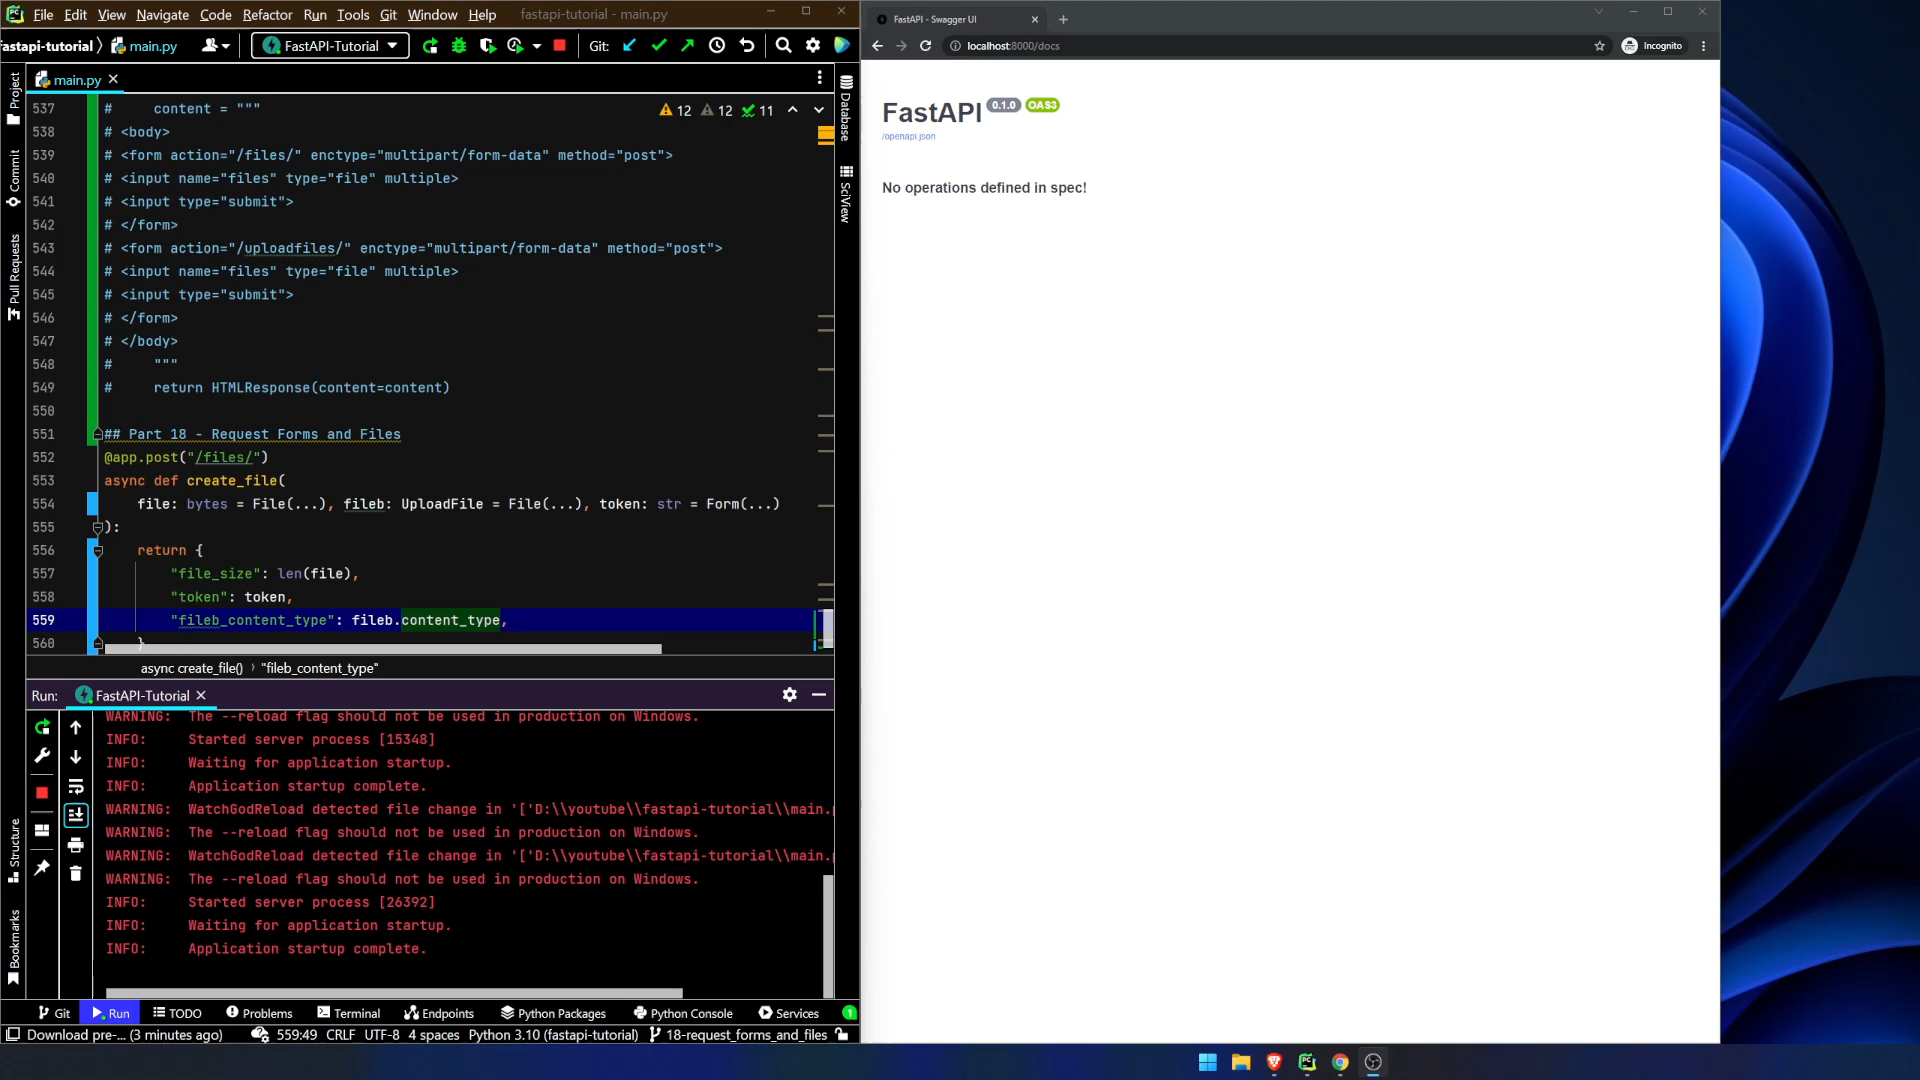 File Edit View Navigate Code Refactor Run Tools Git Window Help fastapi-tutorial - main.py
fastapi-tutorial main.py FastAPI-Tutorial Git:
main.py
12 12 11
537 # content = """
538 # <body>
539 # <form action="/files/" enctype="multipart/form-data" method="post">
540 # <input name="files" type="file" multiple>
541 # <input type="submit">
542 # </form>
543 # <form action="/uploadfiles/" enctype="multipart/form-data" method="post">
544 # <input name="files" type="file" multiple>
545 # <input type="submit">
546 # </form>
547 # </body>
548 # """
549 # return HTMLResponse(content=content)
550
551 ## Part 18 - Request Forms and Files
552 @app.post("/files/")
553 async def create_file(
554 file: bytes = File(...), fileb: UploadFile = File(...), token: str = Form(...)
555 ):
556 return {
557 "file_size": len(file),
558 "token": token,
559 "fileb_content_type": fileb.content_type,
560 }
async create_file() › "fileb_content_type"
Run: FastAPI-Tutorial
WARNING: The --reload flag should not be used in production on Windows.
INFO: Started server process [15348]
INFO: Waiting for application startup.
INFO: Application startup complete.
WARNING: WatchGodReload detected file change in '['D:\\youtube\\fastapi-tutorial\\main.
WARNING: The --reload flag should not be used in production on Windows.
WARNING: WatchGodReload detected file change in '['D:\\youtube\\fastapi-tutorial\\main.
WARNING: The --reload flag should not be used in production on Windows.
INFO: Started server process [26392]
INFO: Waiting for application startup.
INFO: Application startup complete.
Git Run TODO Problems Terminal Endpoints Python Packages Python Console Services 1
Download pre-... (3 minutes ago) 559:49 CRLF UTF-8 4 spaces Python 3.10 (fastapi-tutorial) 18-request_forms_and_files
Project
Commit
Pull Requests
Structure
Bookmarks
Database
SciView
FastAPI - Swagger UI
localhost:8000/docs Incognito
FastAPI 0.1.0 OAS3
/openapi.json
No operations defined in spec!